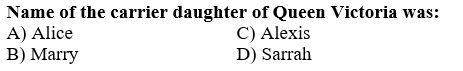 Name of the carrier daughter of Queen Victoria was:
A) Alice C) Alexis
B) Marry D) Sarrah